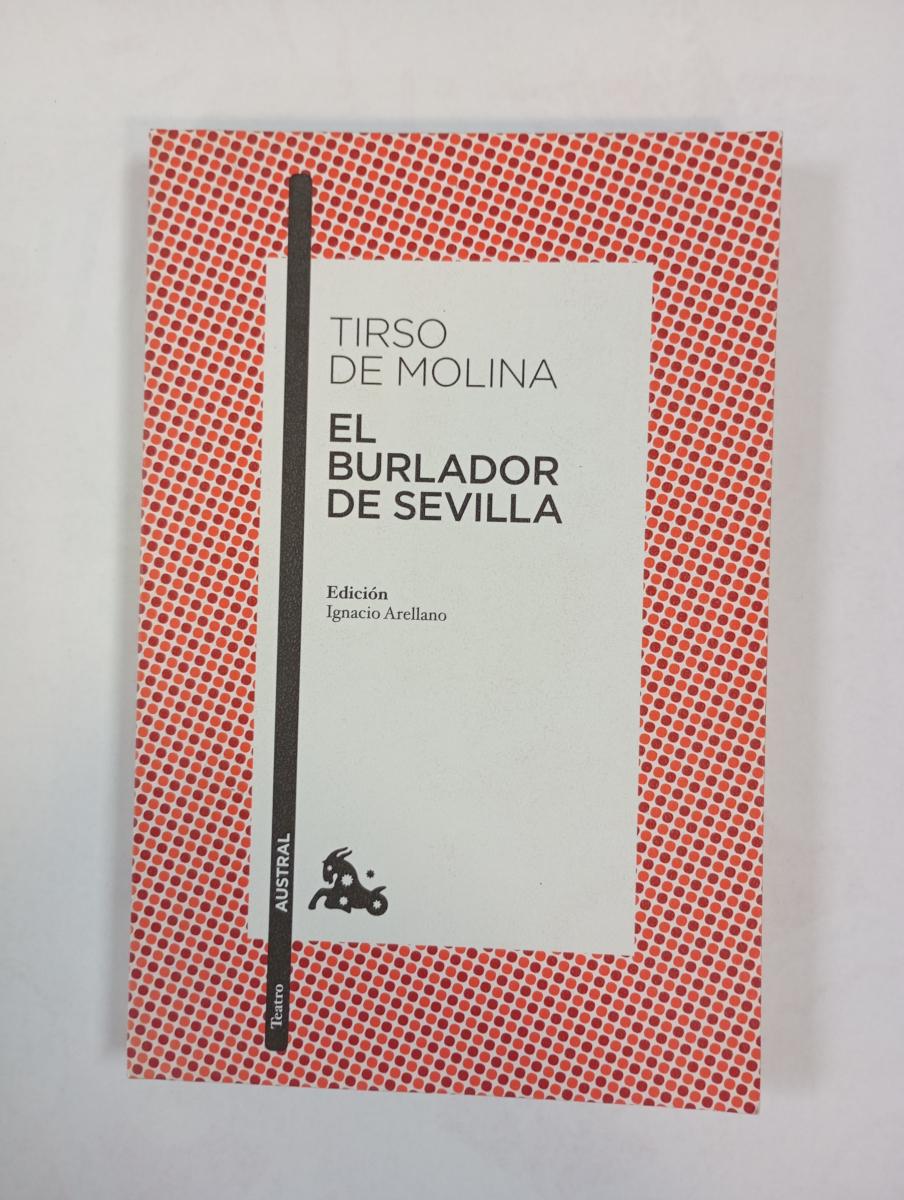 TIRSO
DE MOLINA
EL
BURLADOR
DE SEVILLA
Edición
Ignacio Arellano
AUSTRAL
Teatro